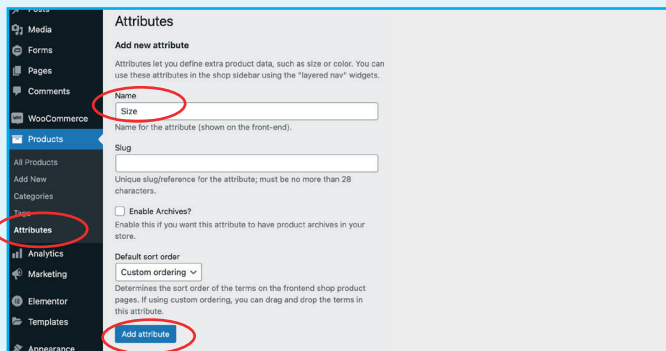 Posts
Media
Forms
Pages
Comments
WooCommerce
Products
All Products
Add New
Categories
Tags
Attributes
Analytics
Marketing
Elementor
Templates
Appearance
Attributes
Add new attribute
Attributes let you define extra product data, such as size or color. You can
use these attributes in the shop sidebar using the "layered nav" widgets.
Name
Size
Name for the attribute (shown on the front-end).
Slug
Unique slug/reference for the attribute; must be no more than 28
characters.
Enable Archives?
Enable this if you want this attribute to have product archives in your
store.
Default sort order
Custom ordering
Determines the sort order of the terms on the frontend shop product
pages. If using custom ordering, you can drag and drop the terms in
this attribute.
Add attribute